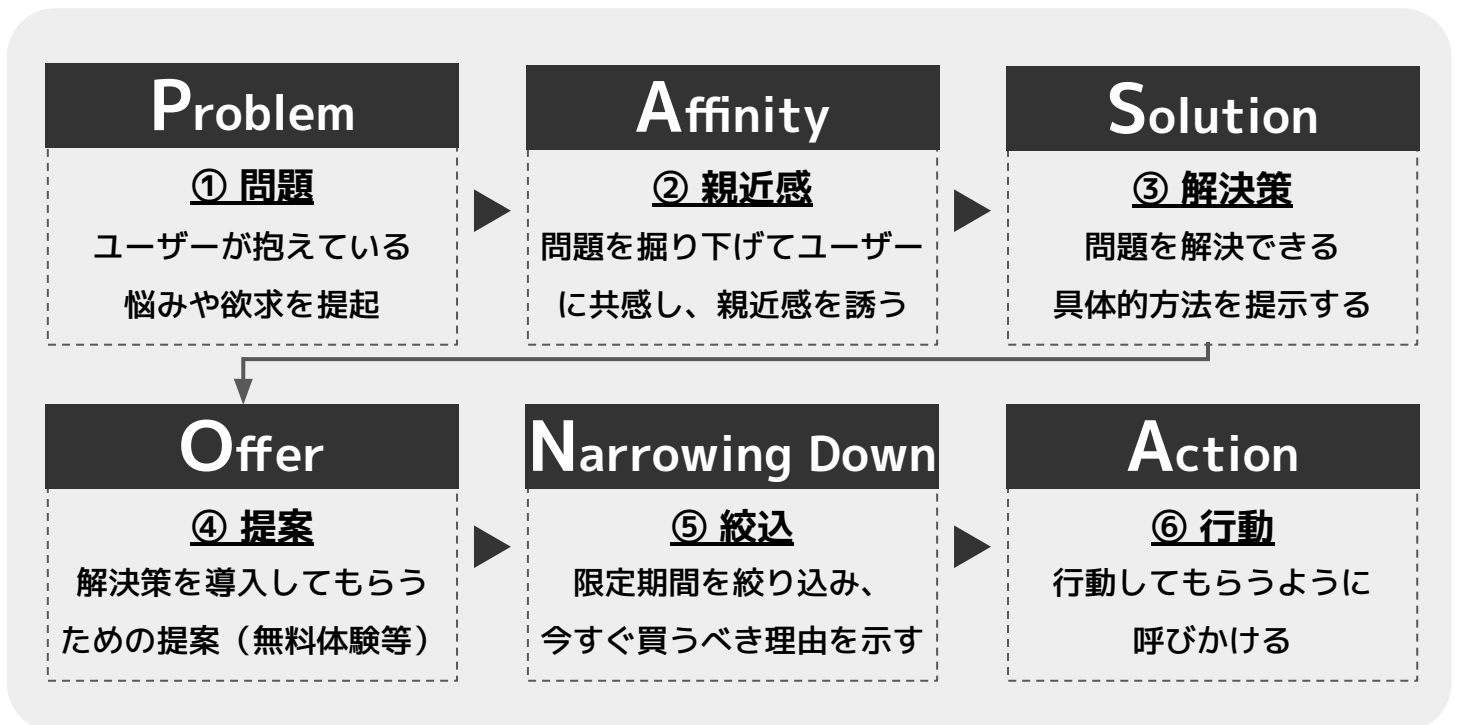 Problem
① 問題
ユーザーが抱えている
悩みや欲求を提起
Affinity
② 親近感
問題を掘り下げてユーザー
に共感し、親近感を誘う
Solution
③ 解決策
問題を解決できる
具体的方法を提示する
Offer
④ 提案
解決策を導入してもらう
ための提案（無料体験等）
Narrowing Down
⑤ 絞込
限定期間を絞り込み、
今すぐ買うべき理由を示す
Action
⑥ 行動
行動してもらうように
呼びかける